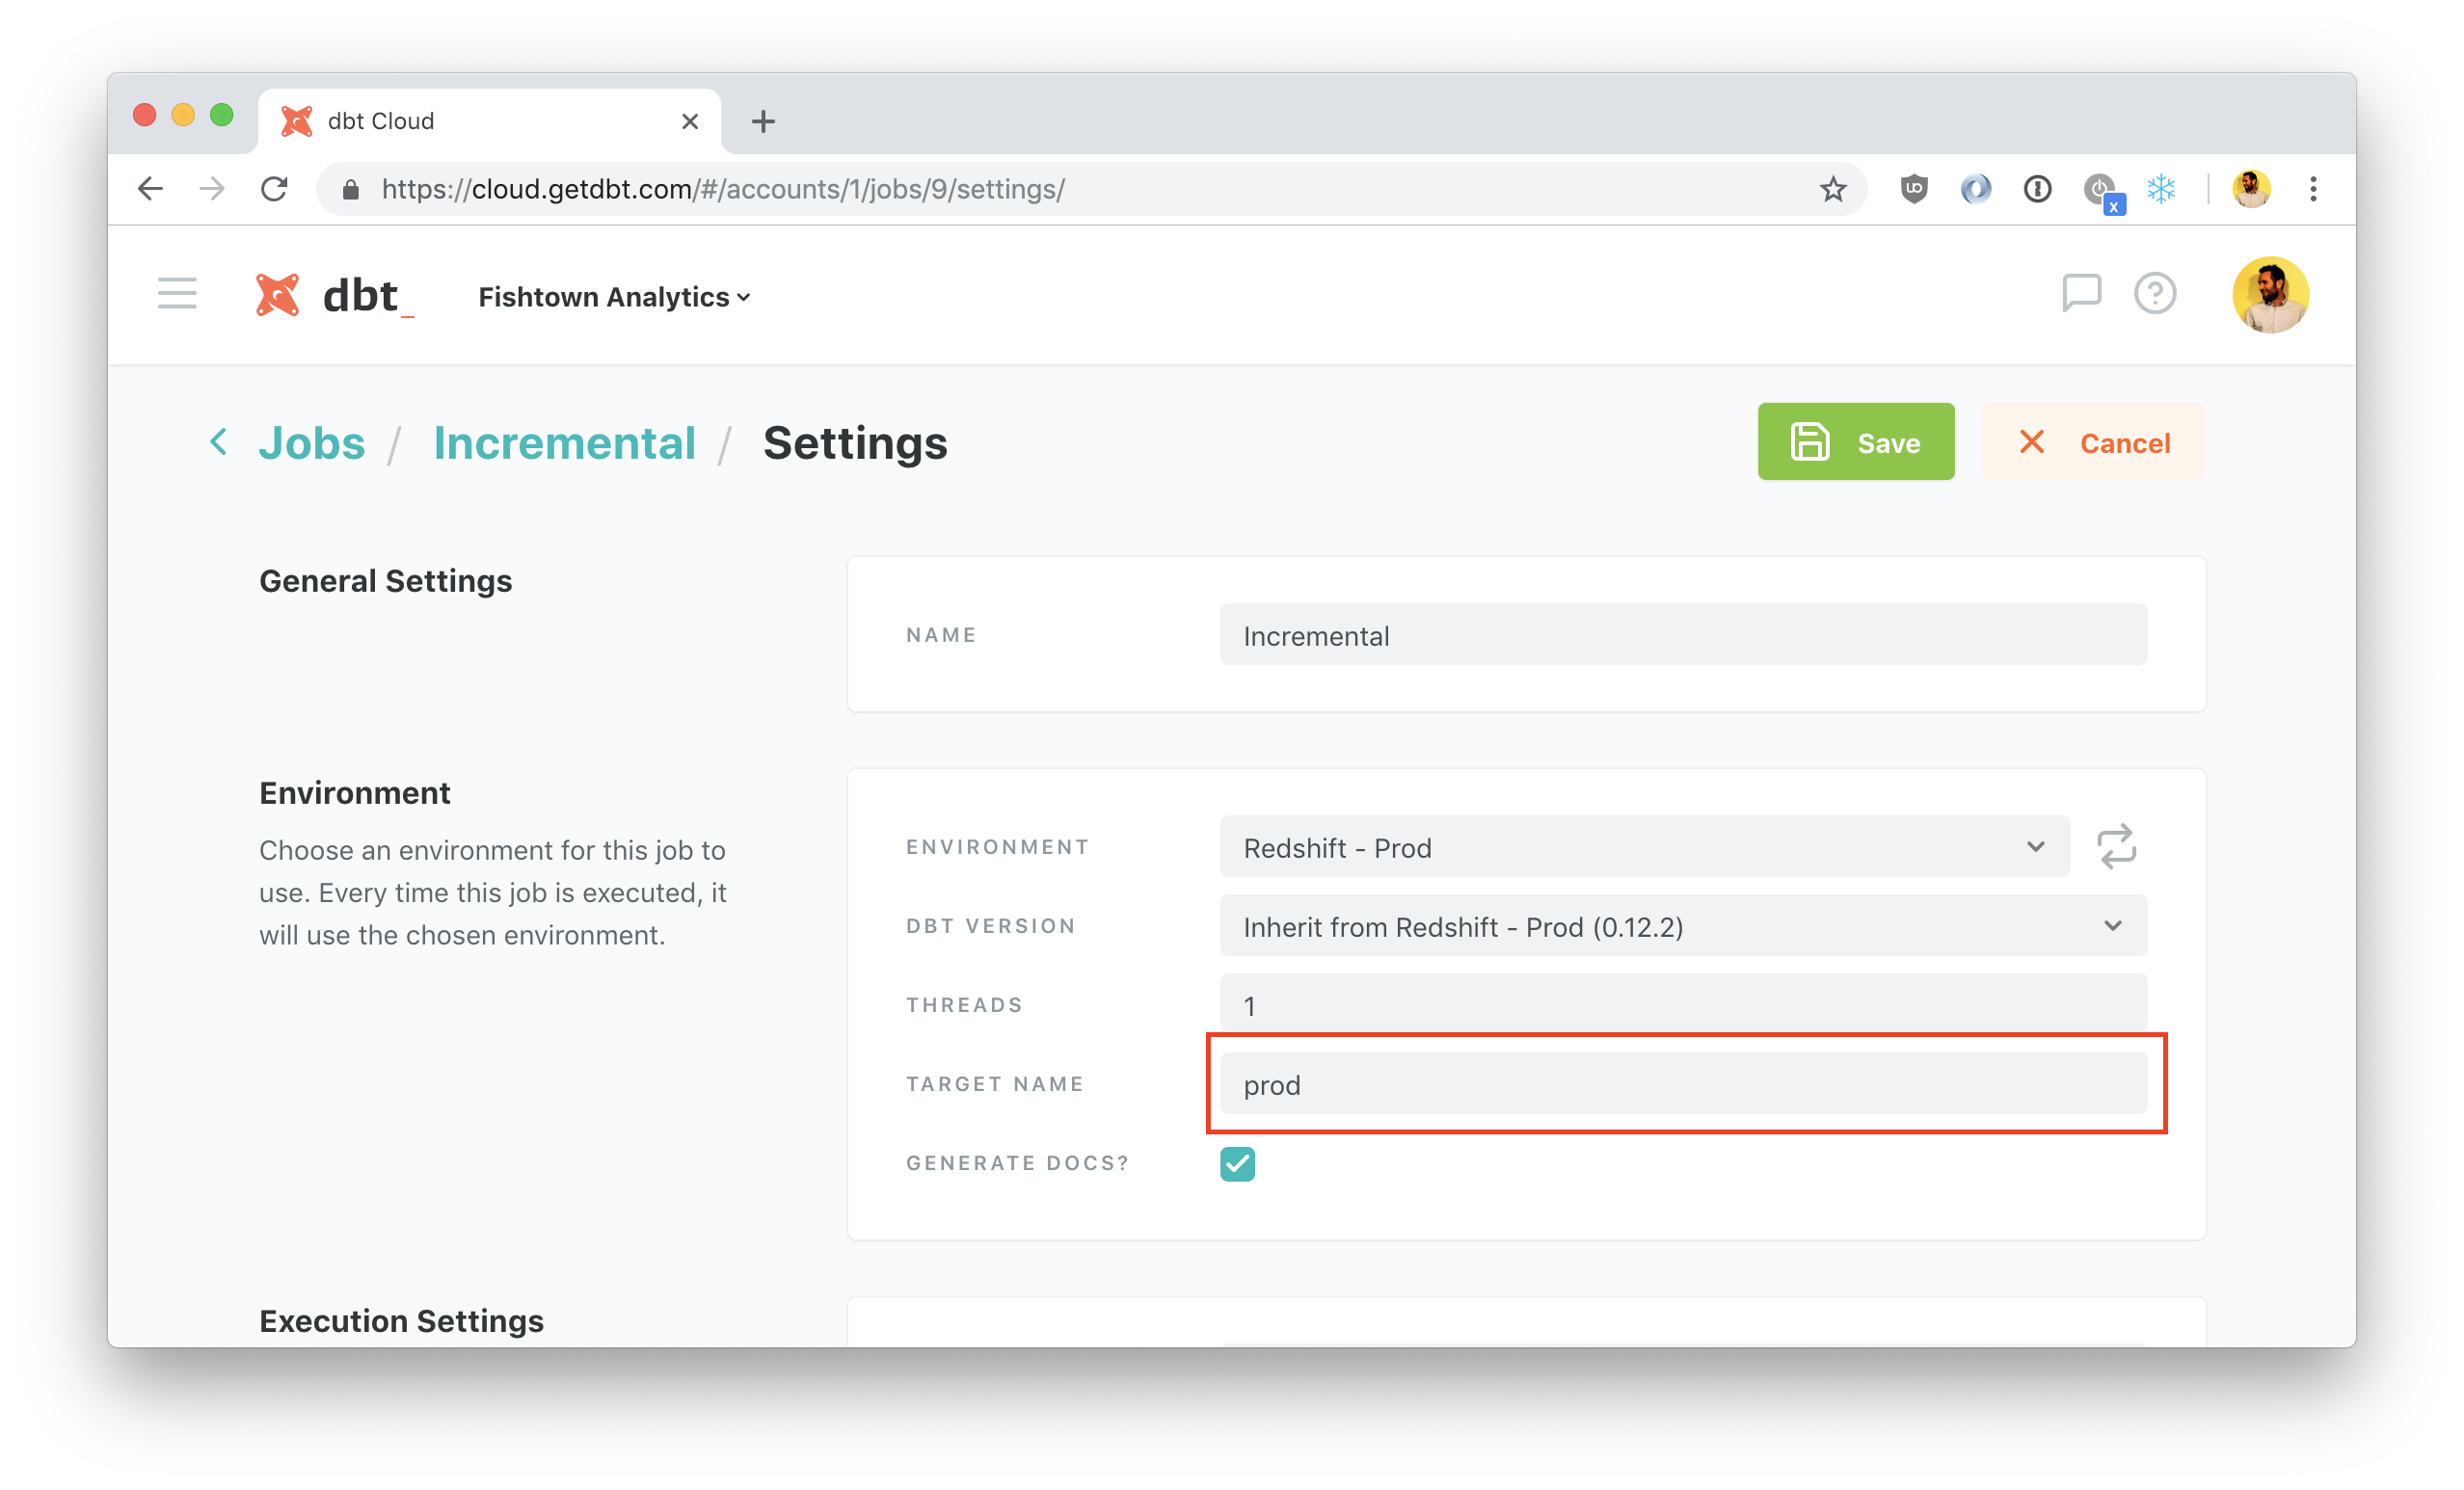 dbt Cloud
https://cloud.getdbt.com/#/accounts/1/jobs/9/settings/
x
dbt_ Fishtown Analytics
Jobs / Incremental / Settings
Save
Cancel
General Settings
NAME
Incremental
Environment
Choose an environment for this job to
use. Every time this job is executed, it
will use the chosen environment.
ENVIRONMENT
Redshift - Prod
DBT VERSION
Inherit from Redshift - Prod (0.12.2)
THREADS
1
TARGET NAME
prod
GENERATE DOCS?
Execution Settings